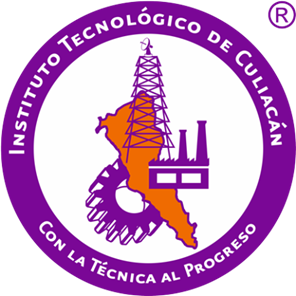 INSTITUTO TECNOLÓGICO DE CULIACÁN
®
CON LA TÉCNICA AL PROGRESO